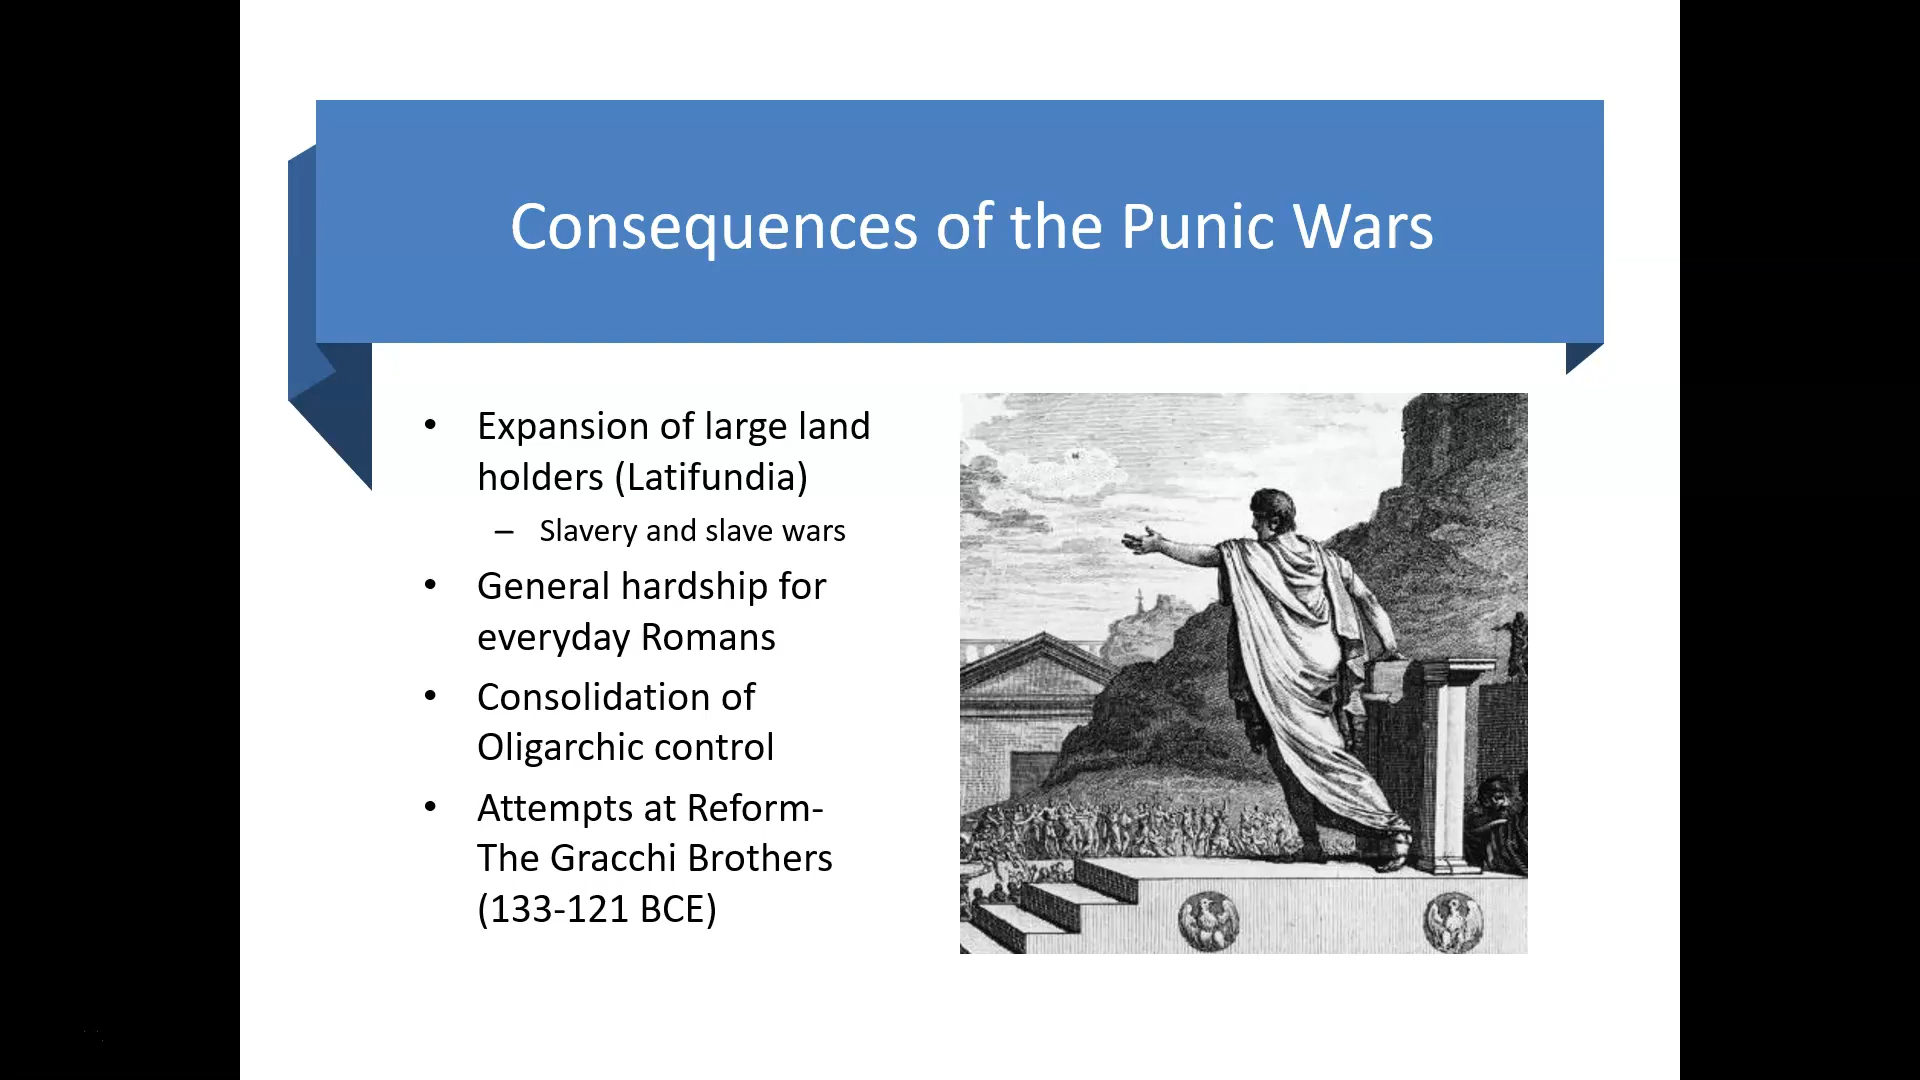 Consequences of the Punic Wars
• Expansion of large land
holders (Latifundia)
– Slavery and slave wars
• General hardship for
everyday Romans
• Consolidation of
Oligarchic control
• Attempts at Reform-
The Gracchi Brothers
(133-121 BCE)